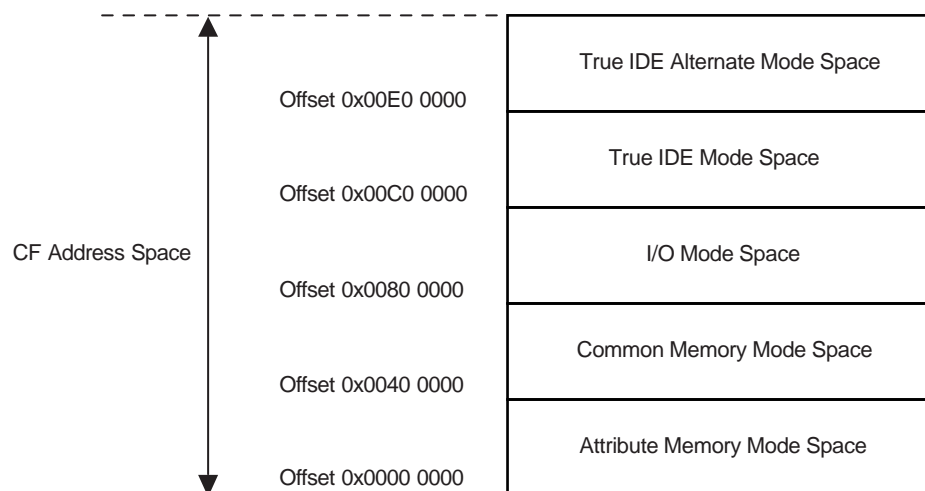 True IDE Alternate Mode Space
Offset 0x00E0 0000
True IDE Mode Space
Offset 0x00C0 0000
CF Address Space
I/O Mode Space
Offset 0x0080 0000
Common Memory Mode Space
Offset 0x0040 0000
Attribute Memory Mode Space
Offset 0x0000 0000